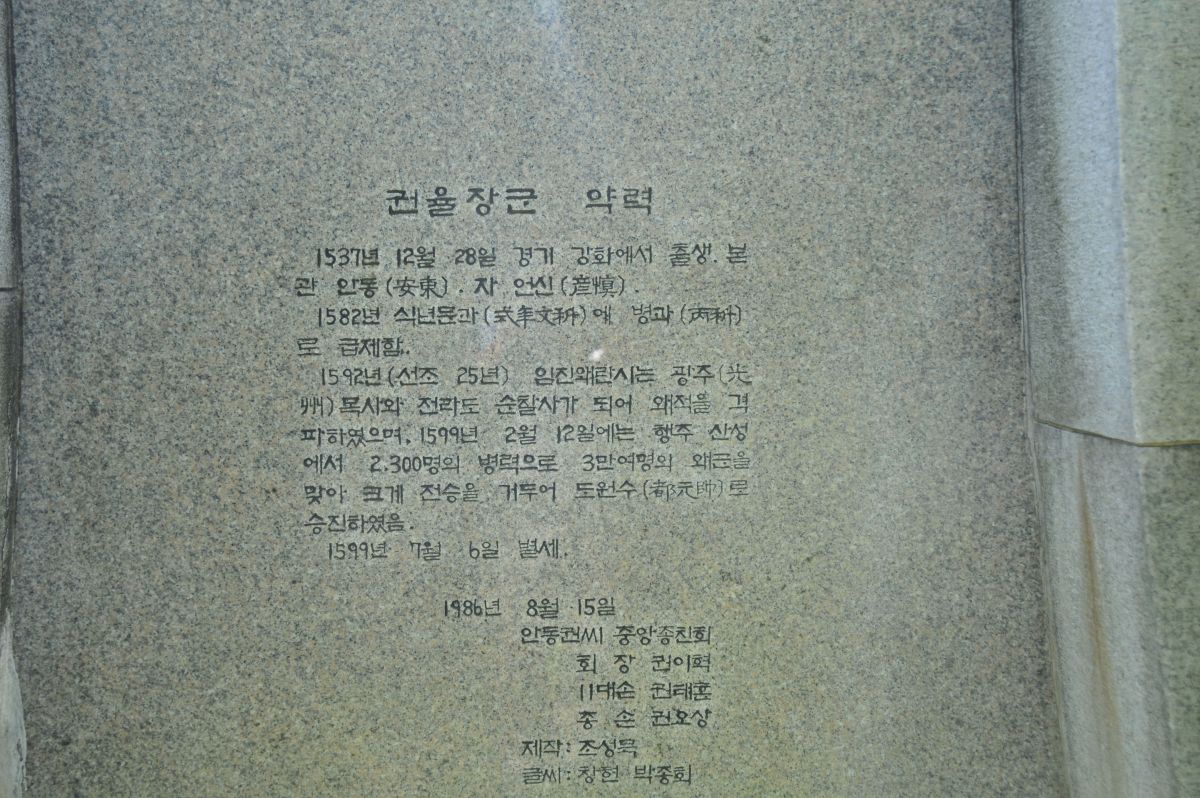 권율장군 약력
1537년 12월 28일 경기 강화에서 출생. 본
관 안동(安東). 자 언신(彦愼).
1582년 식년문과(式年文科)에 병과(丙科)
로 급제함.
1592년(선조 25년) 임진왜란시는 광주(光
州)목사와 전라도 순찰사가 되어 왜적을 격
파하였으며, 1599년 2월 12일에는 행주 산성
에서 2.300명의 병력으로 3만여명의 왜군을
맞아 크게 전승을 거두어 도원수(都元帥)로
승진하였음.
1599년 7월 6일 별세.
1986년 8월 15일
안동권씨 중앙종친회
회 장 권이혁
11대손 권태훈
종 손 권오상
제작: 조성묵
글씨: 창헌 박종회